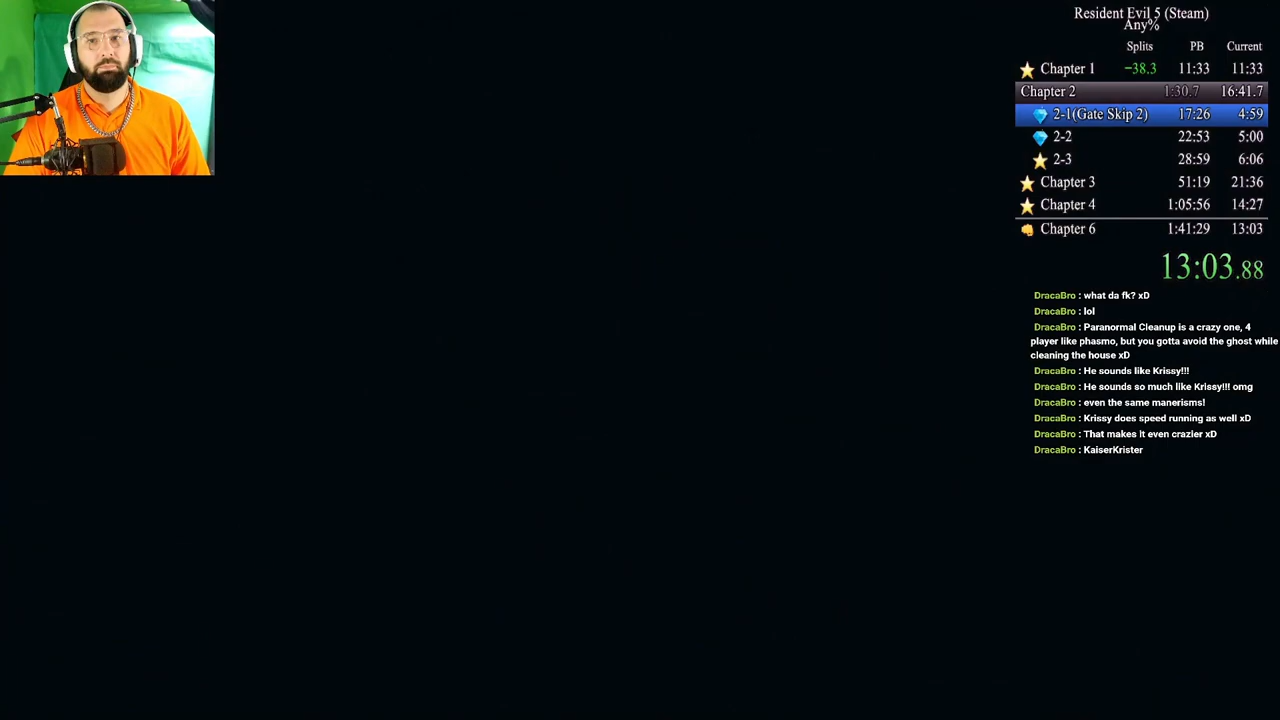 Resident Evil 5 (Steam)
Any%
Splits PB Current
Chapter 1 −38.3 11:33 11:33
Chapter 2 1:30.7 16:41.7
2-1(Gate Skip 2) 17:26 4:59
2-2 22:53 5:00
2-3 28:59 6:06
Chapter 3 51:19 21:36
Chapter 4 1:05:56 14:27
Chapter 6 1:41:29 13:03
13:03.88
DracaBro : what da fk? xD
DracaBro : lol
DracaBro : Paranormal Cleanup is a crazy one, 4
player like phasmo, but you gotta avoid the ghost while
cleaning the house xD
DracaBro : He sounds like Krissy!!!
DracaBro : He sounds so much like Krissy!!! omg
DracaBro : even the same manerisms!
DracaBro : Krissy does speed running as well xD
DracaBro : That makes it even crazier xD
DracaBro : KaiserKrister